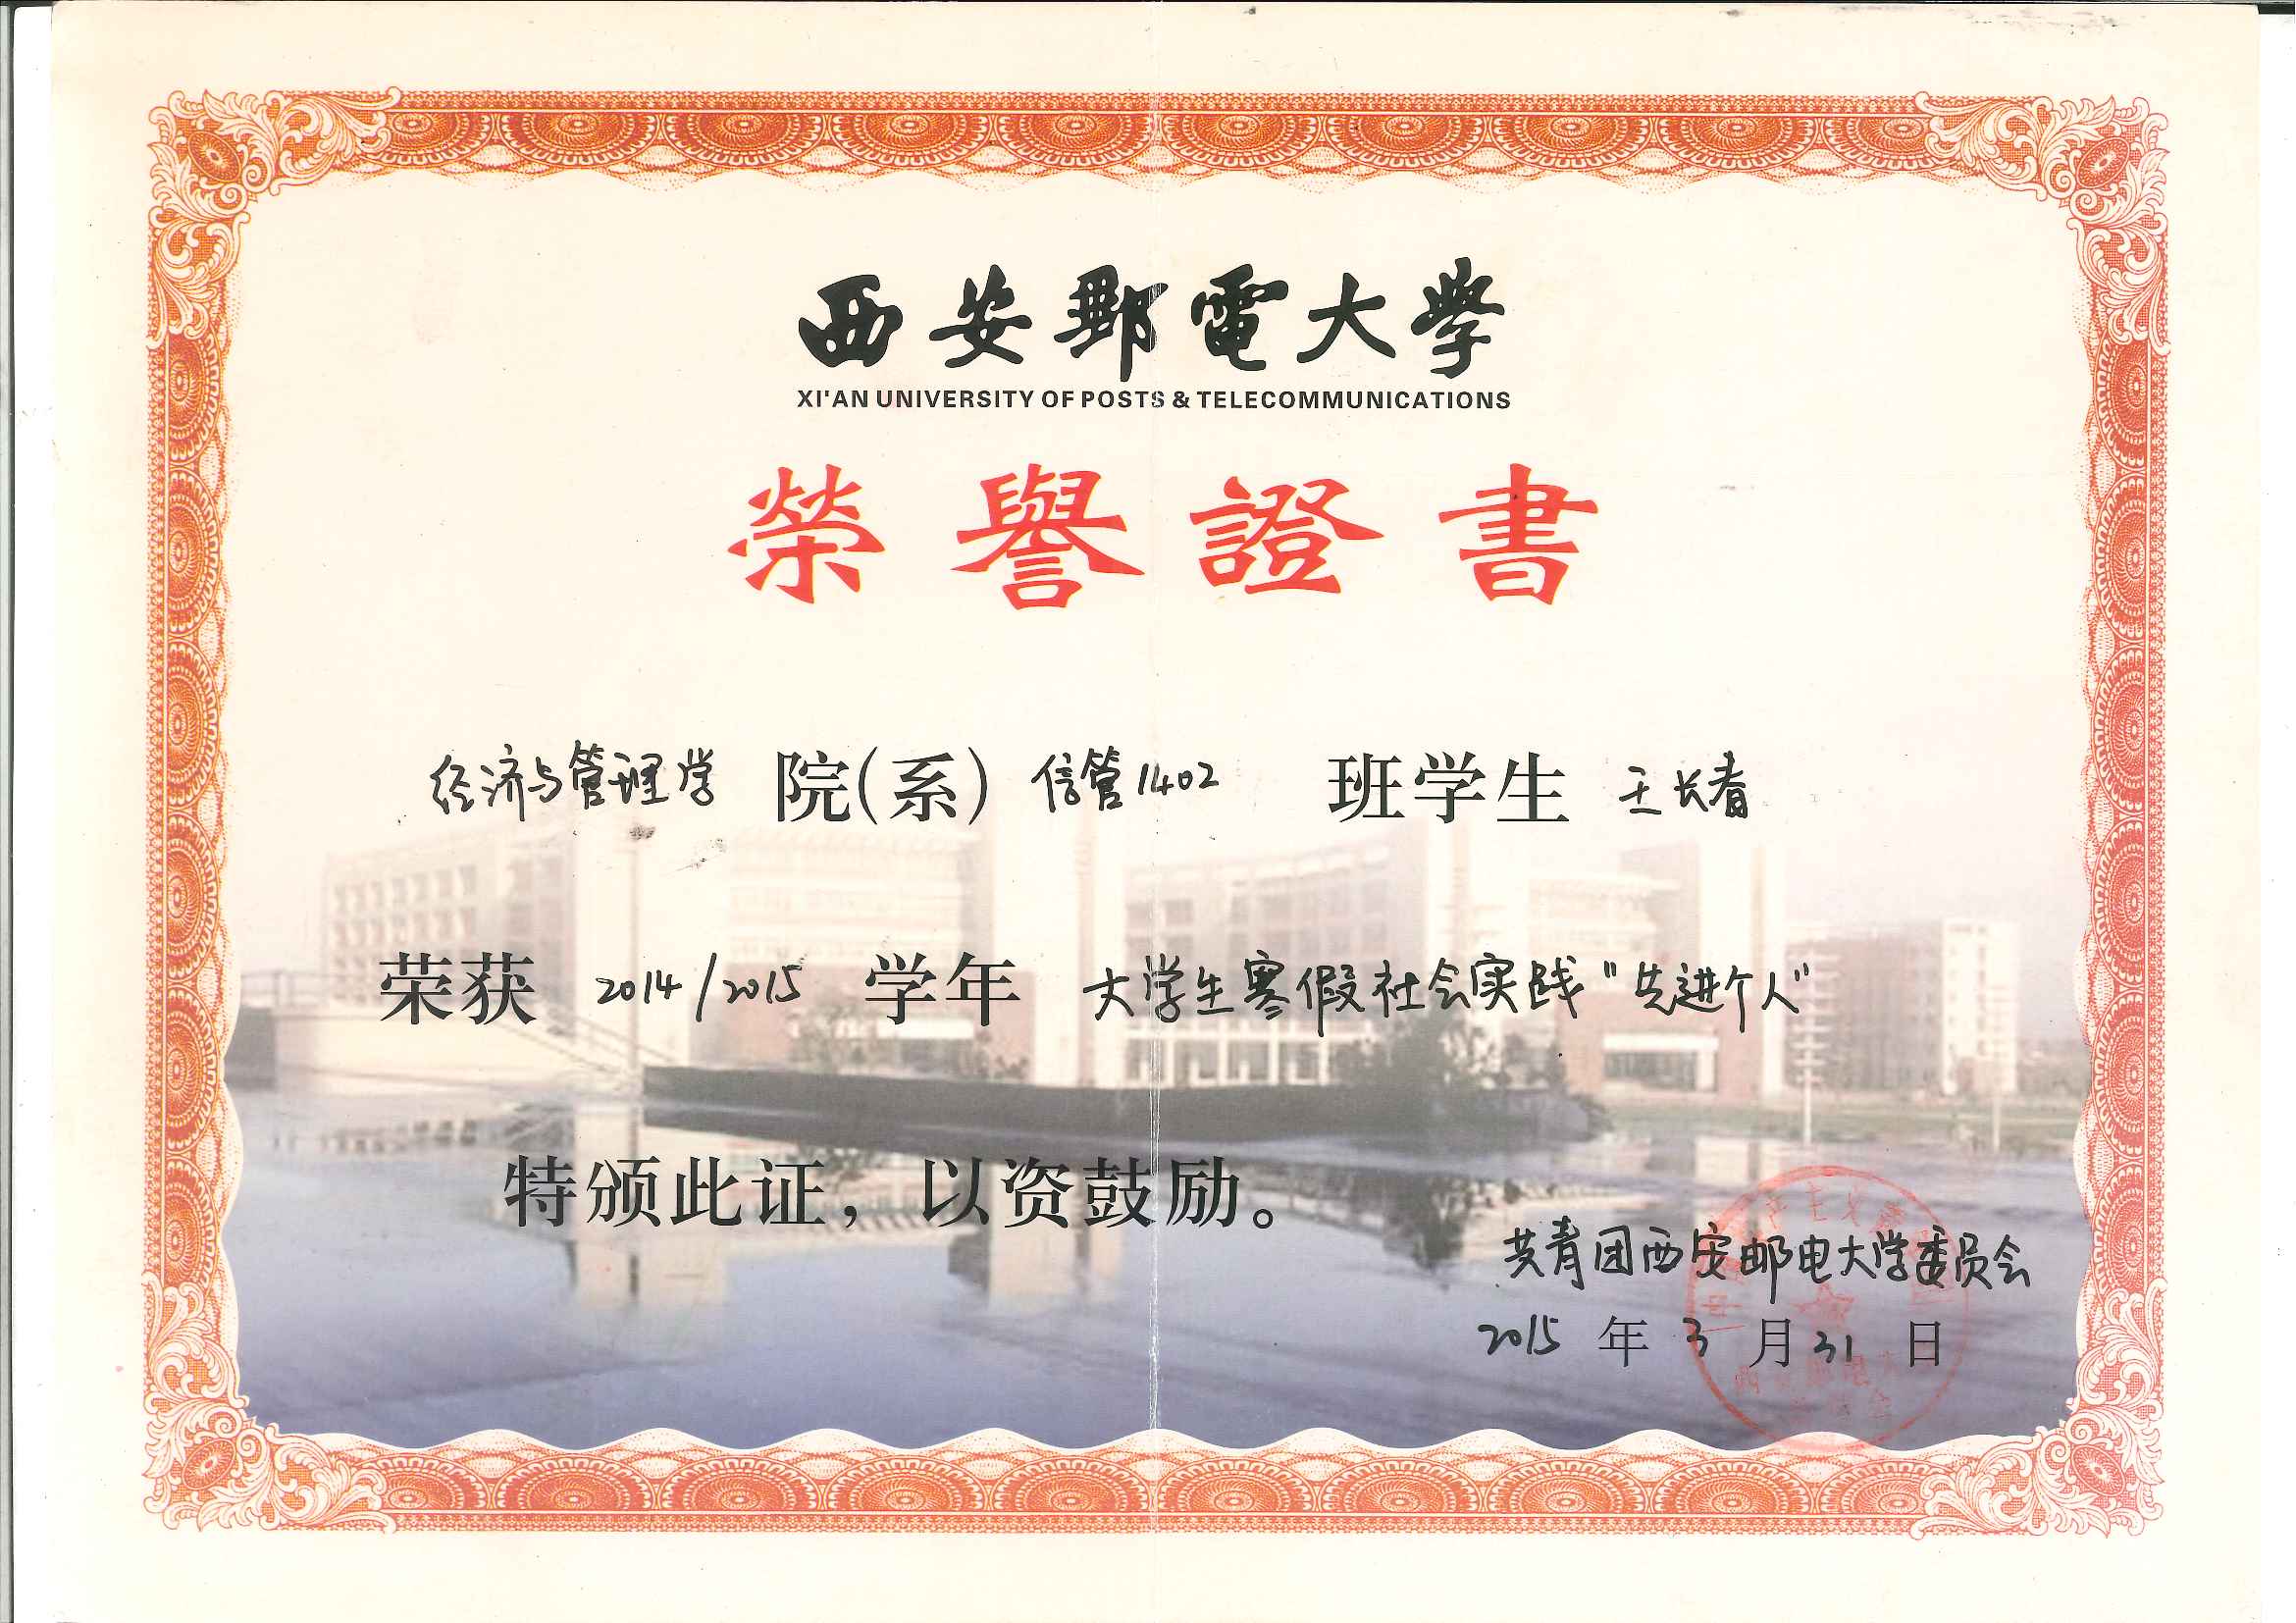 西安郵電大學
XI'AN UNIVERSITY OF POSTS & TELECOMMUNICATIONS
榮譽證書
经济与管理学 院(系) 信管1402 班学生 王长春
荣获 2014/2015 学年 大学生寒假社会实践“先进个人”
特颁此证，以资鼓励。
共青团西安邮电大学委员会
2015 年 3 月 31 日